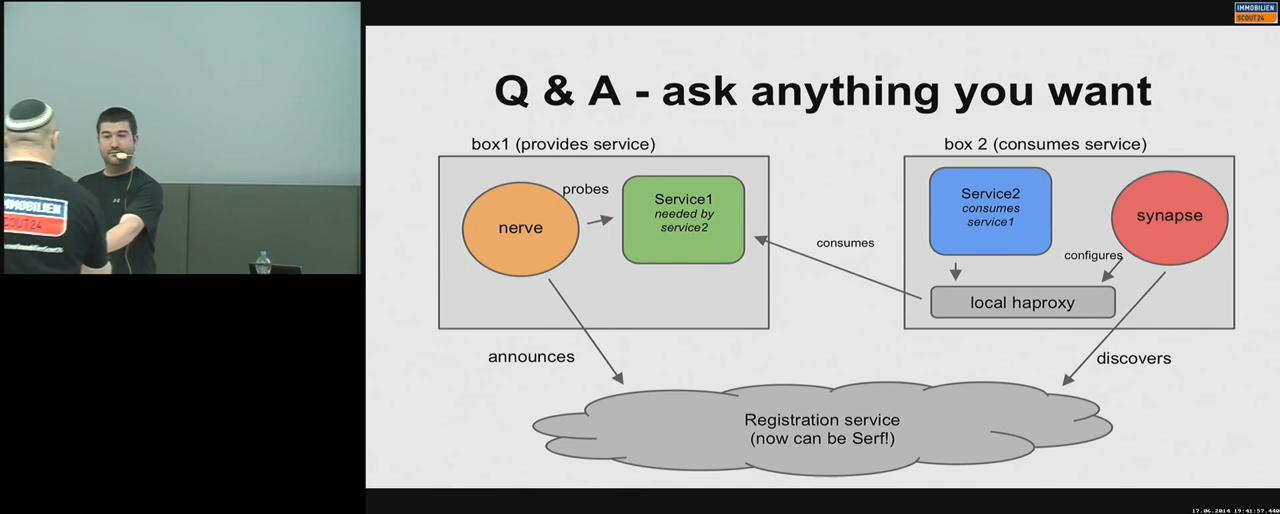 IMMOBILIEN
SCOUT24
Q & A - ask anything you want
box1 (provides service)
box 2 (consumes service)
nerve
probes
Service1
needed by
service2
consumes
Service2
consumes
service1
synapse
configures
local haproxy
announces
discovers
Registration service
(now can be Serf!)
IMMOBILIEN
SCOUT24
17.06.2014 19:41:57.440